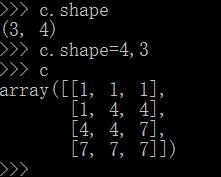 >>> c.shape
(3, 4)
>>> c.shape=4,3
>>> c
array([[1, 1, 1],
       [1, 4, 4],
       [4, 4, 7],
       [7, 7, 7]])
>>>